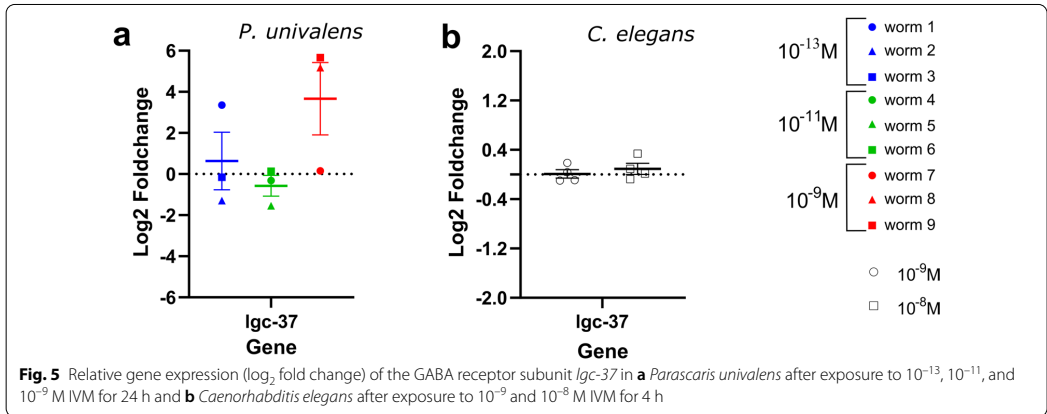 a
P. univalens
Log2 Foldchange
6
4
2
0
-2
-4
-6
lgc-37
Gene
b
C. elegans
Log2 Foldchange
2.0
1.2
0.4
-0.4
-1.2
-2.0
lgc-37
Gene
10⁻¹³M
worm 1
worm 2
worm 3
10⁻¹¹M
worm 4
worm 5
worm 6
10⁻⁹M
worm 7
worm 8
worm 9
10⁻⁹M
10⁻⁸M
Fig. 5 Relative gene expression (log₂ fold change) of the GABA receptor subunit lgc-37 in a Parascaris univalens after exposure to 10⁻¹³, 10⁻¹¹, and
10⁻⁹ M IVM for 24 h and b Caenorhabditis elegans after exposure to 10⁻⁹ and 10⁻⁸ M IVM for 4 h